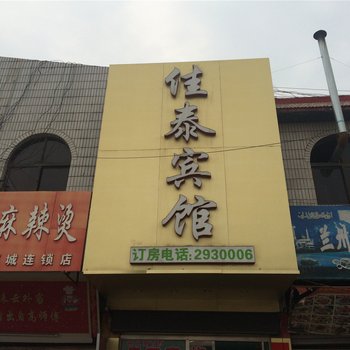 佳泰宾馆
订房电话:2930006
麻辣烫
城连锁店
兰州